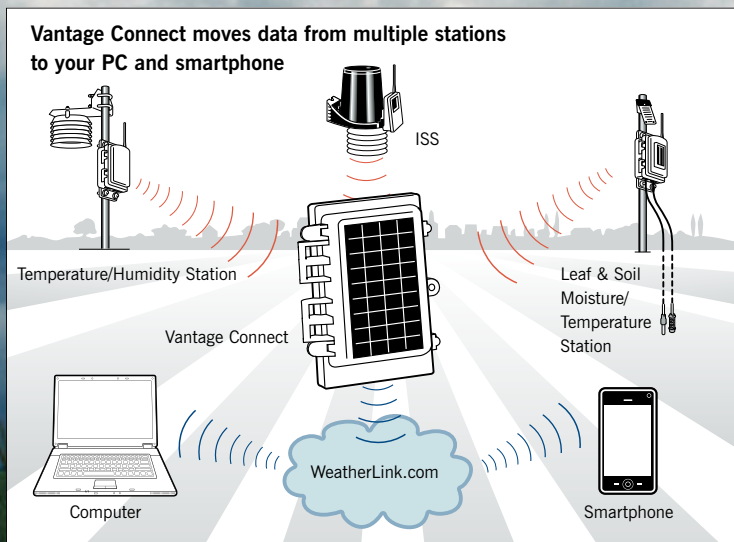 Vantage Connect moves data from multiple stations
to your PC and smartphone
ISS
Temperature/Humidity Station
Leaf & Soil
Moisture/
Temperature
Station
Vantage Connect
WeatherLink.com
Computer
Smartphone